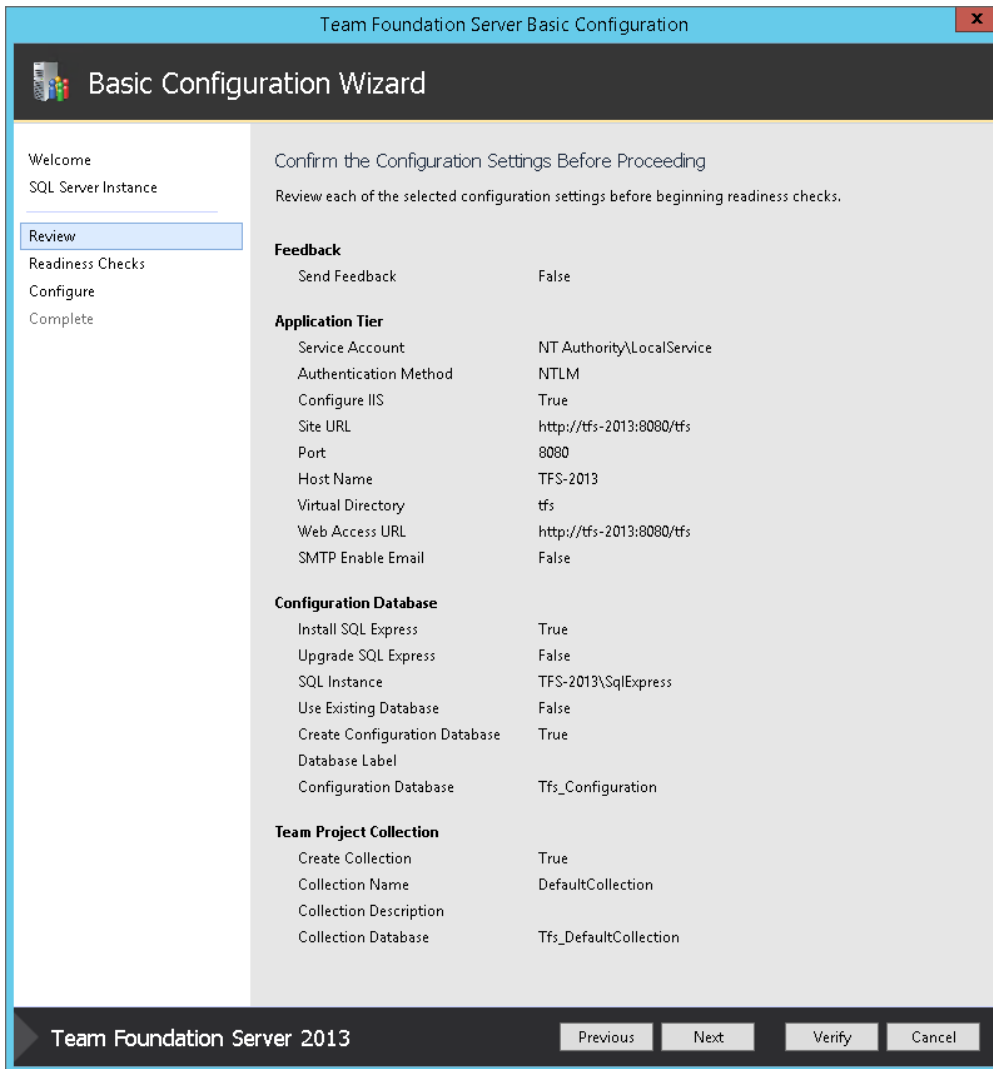 Team Foundation Server Basic Configuration
x
Basic Configuration Wizard
Welcome
SQL Server Instance
Review
Readiness Checks
Configure
Complete
Confirm the Configuration Settings Before Proceeding
Review each of the selected configuration settings before beginning readiness checks.
Feedback
Send Feedback False
Application Tier
Service Account NT Authority\LocalService
Authentication Method NTLM
Configure IIS True
Site URL http://tfs-2013:8080/tfs
Port 8080
Host Name TFS-2013
Virtual Directory tfs
Web Access URL http://tfs-2013:8080/tfs
SMTP Enable Email False
Configuration Database
Install SQL Express True
Upgrade SQL Express False
SQL Instance TFS-2013\SqlExpress
Use Existing Database False
Create Configuration Database True
Database Label
Configuration Database Tfs_Configuration
Team Project Collection
Create Collection True
Collection Name DefaultCollection
Collection Description
Collection Database Tfs_DefaultCollection
Team Foundation Server 2013
Previous Next Verify Cancel